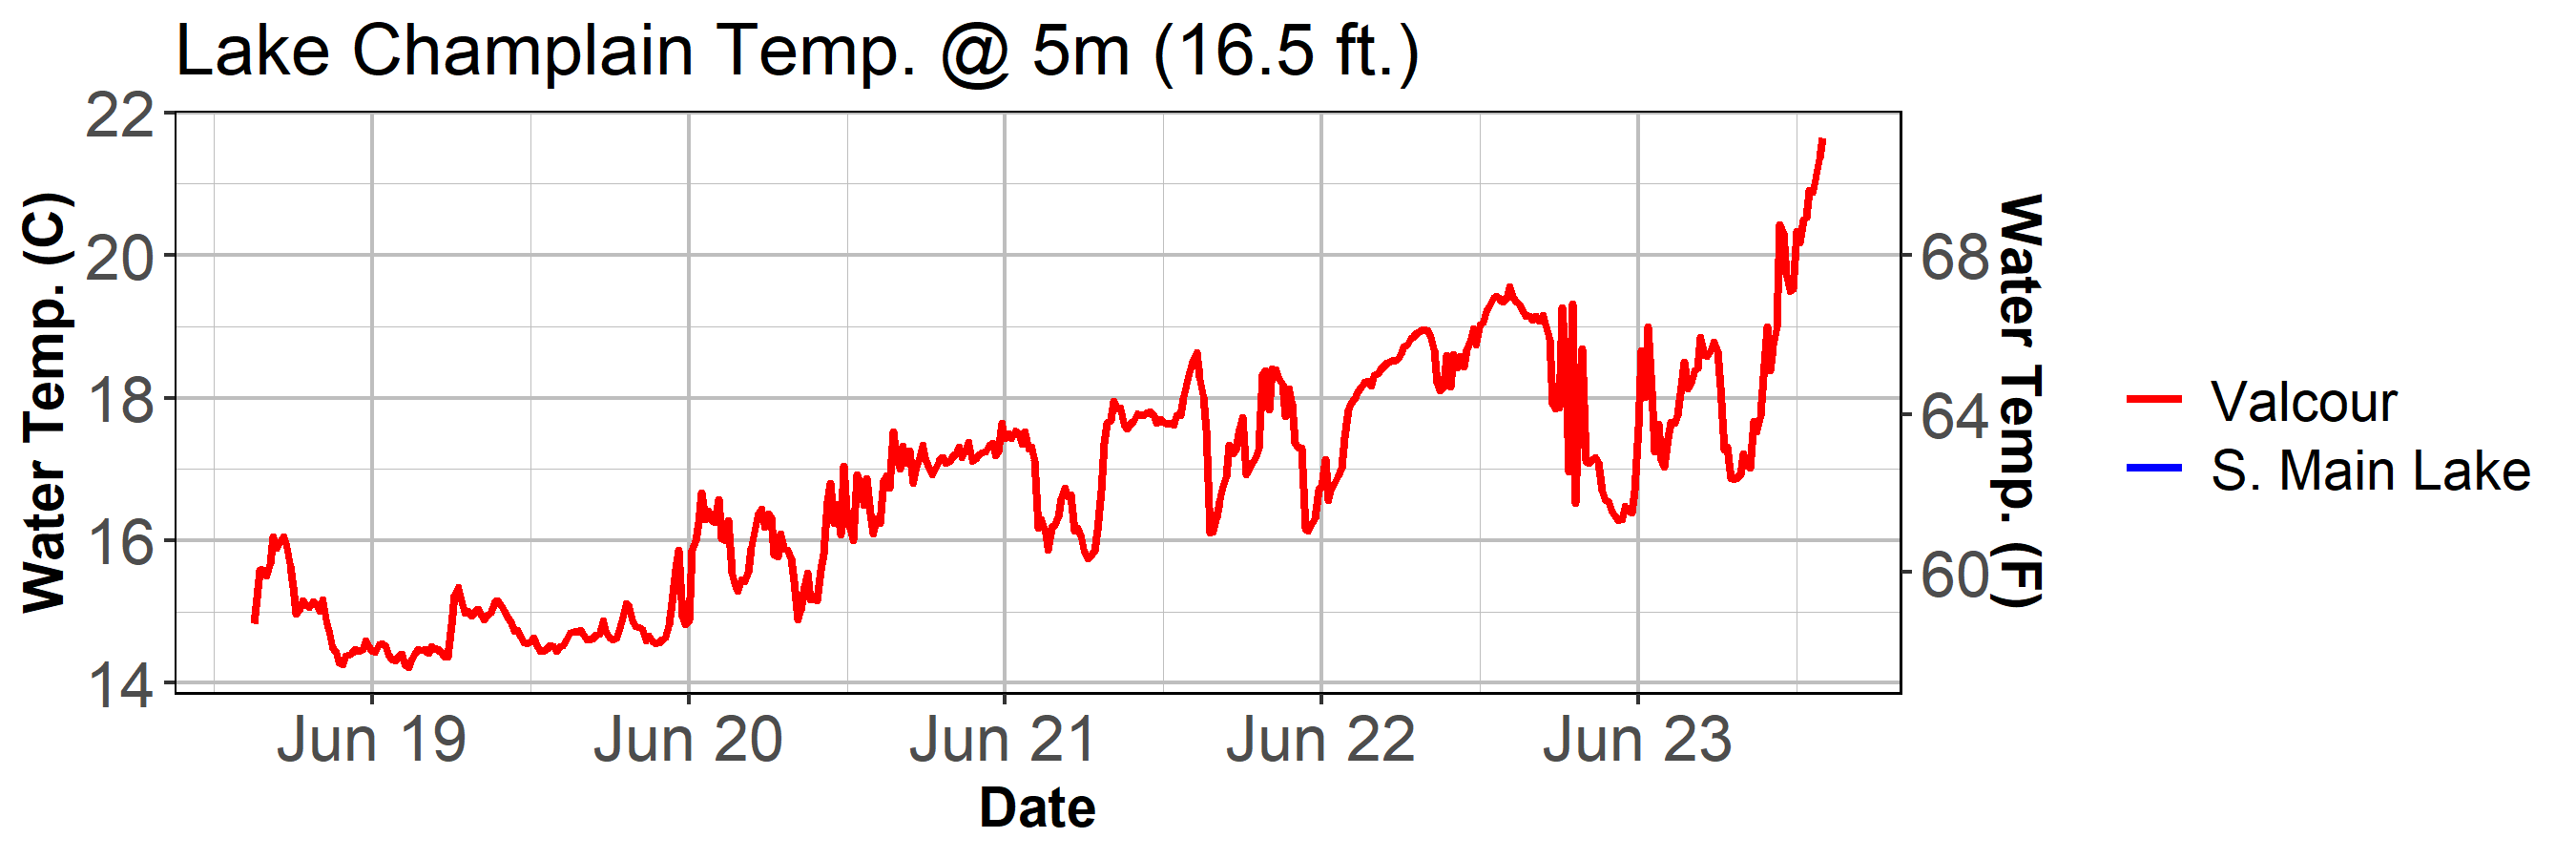 Lake Champlain Temp. @ 5m (16.5 ft.)
Water Temp. (C)
22
20
18
16
14
68
64
60
Water Temp. (F)
Jun 19 Jun 20 Jun 21 Jun 22 Jun 23
Date
Valcour
S. Main Lake